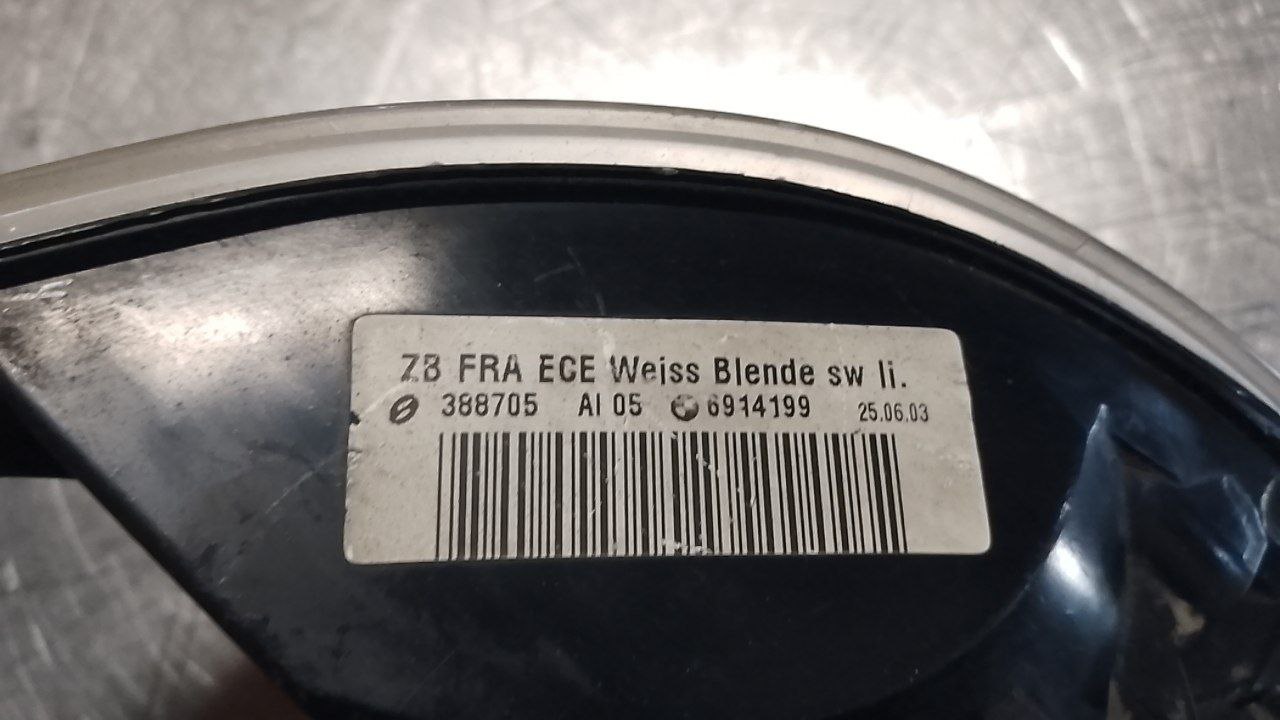 ZB FRA ECE Weiss Blende sw li.
388705 AI 05 6914199 25.06.03